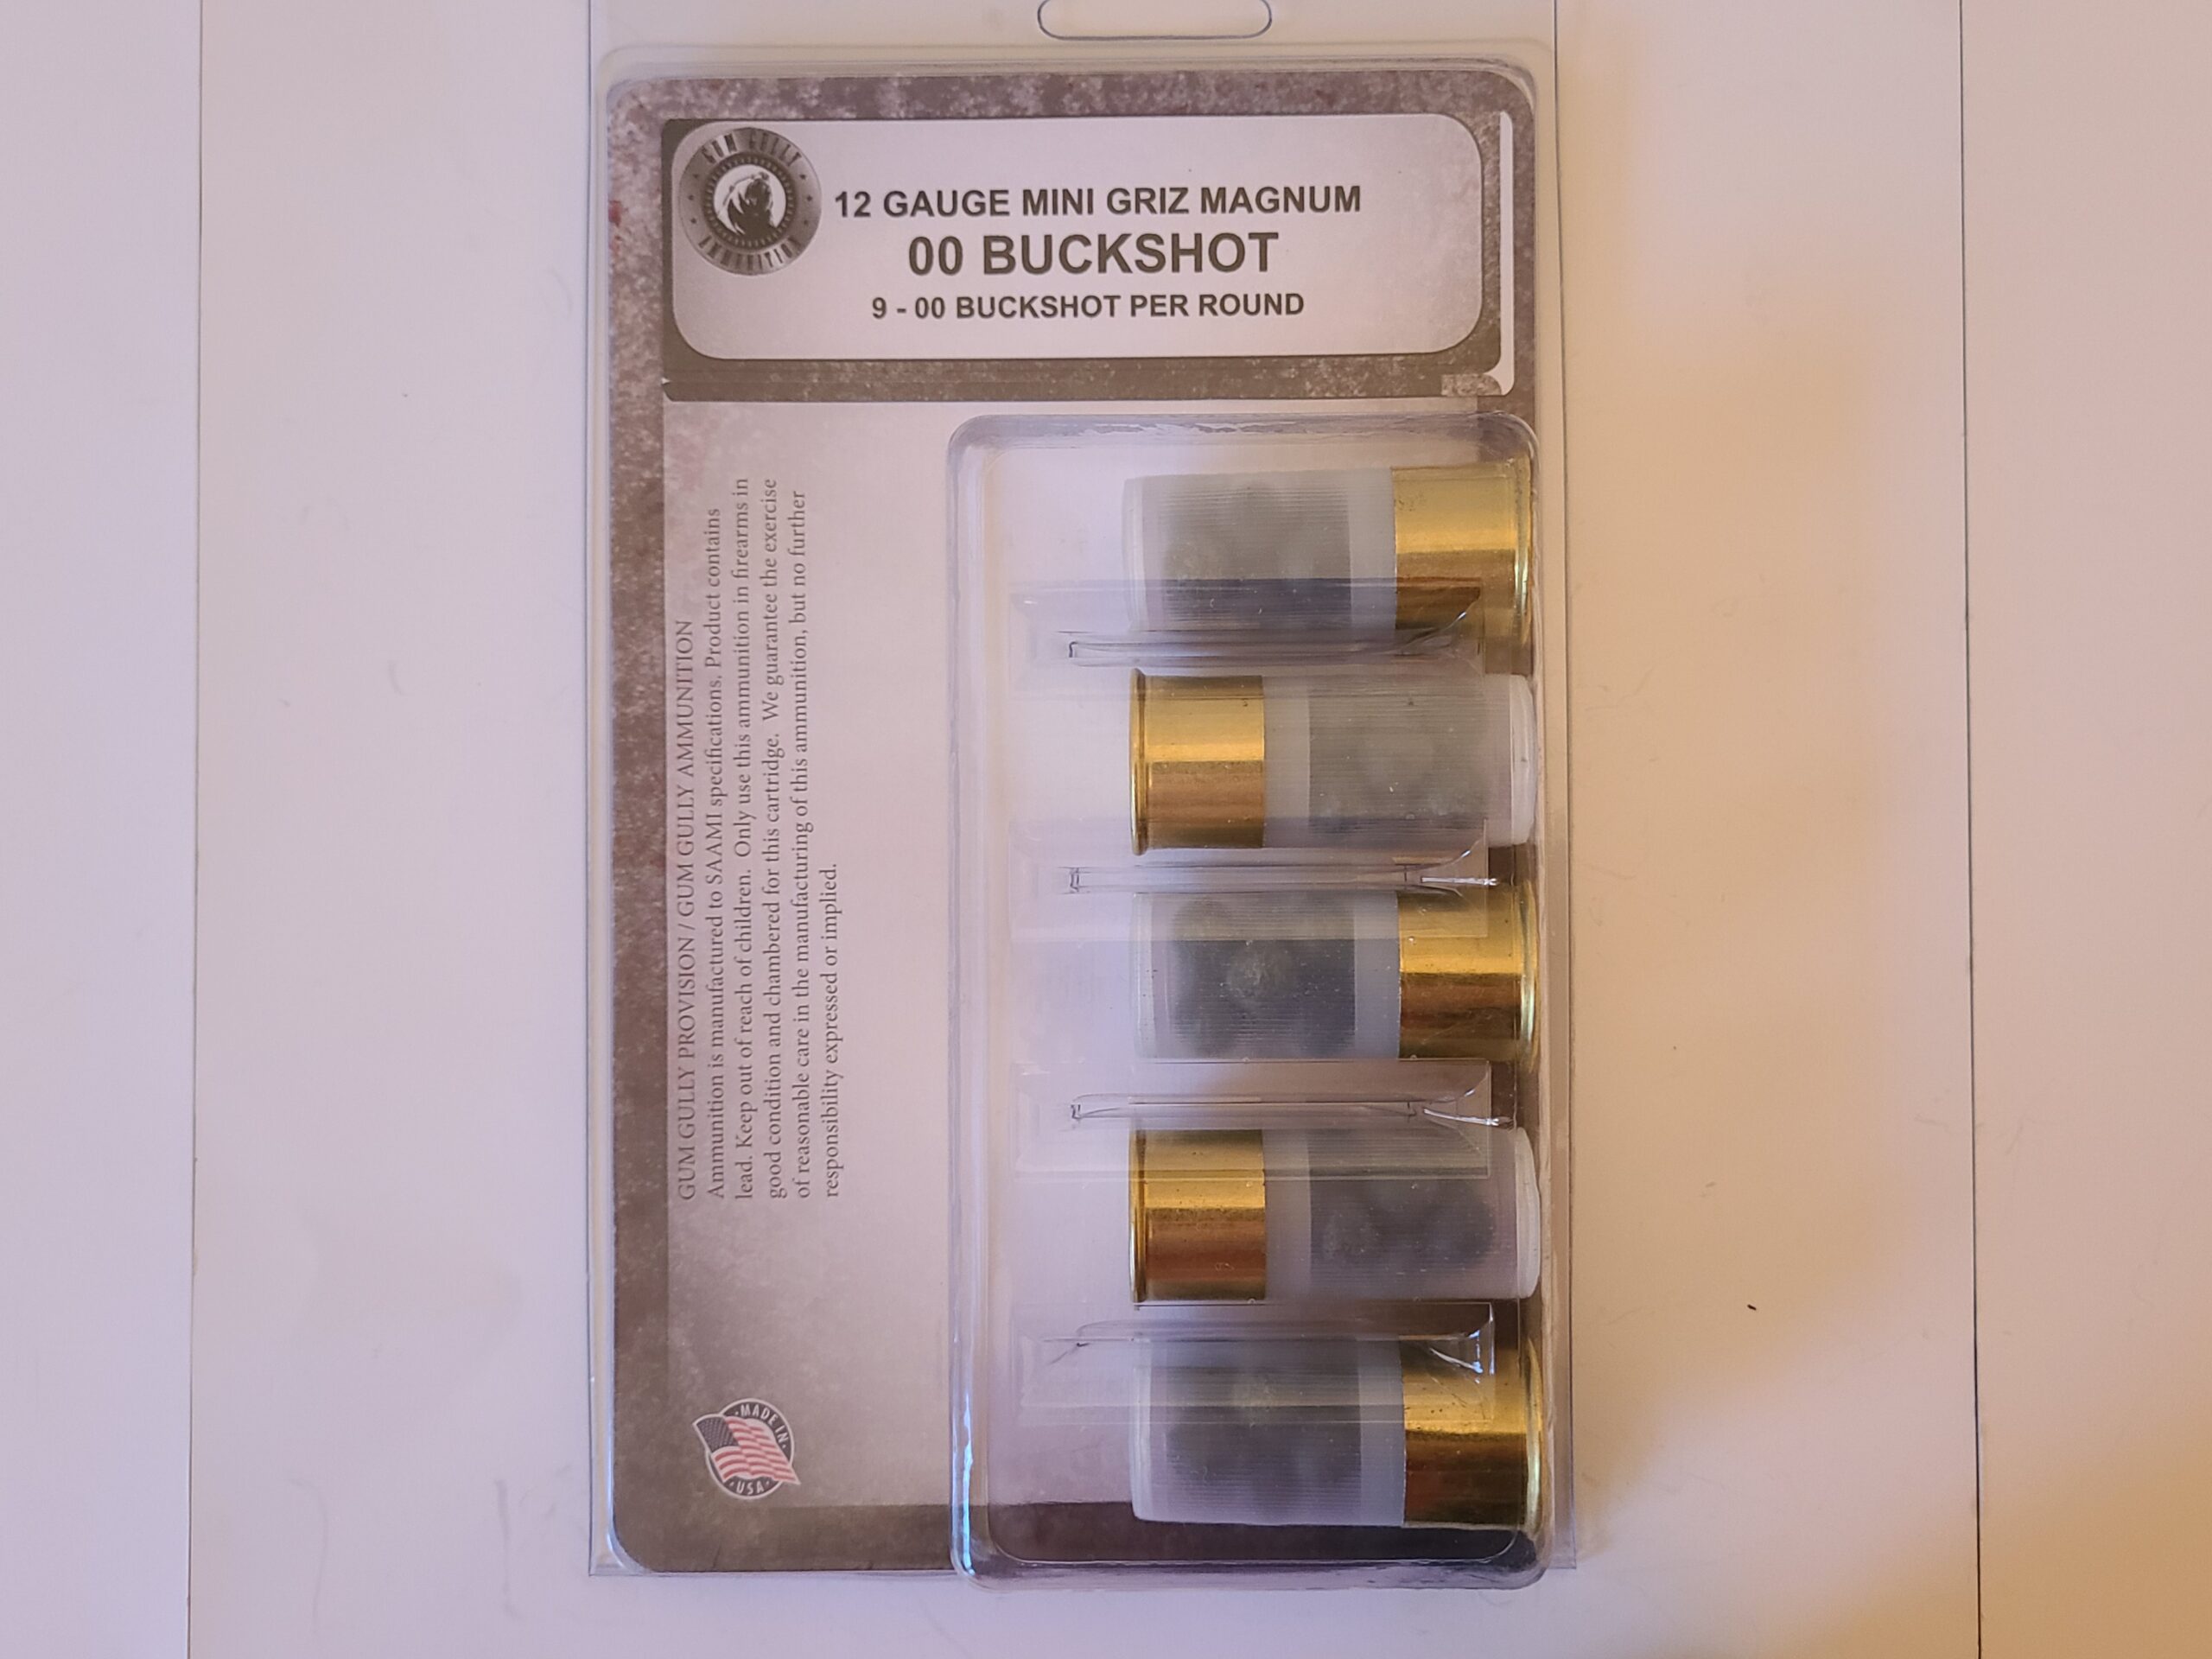 GUM GULLY
AMMUNITION
12 GAUGE MINI GRIZ MAGNUM
00 BUCKSHOT
9 - 00 BUCKSHOT PER ROUND
GUM GULLY PROVISION / GUM GULLY AMMUNITION
Ammunition is manufactured to SAAMI specifications. Product contains
lead. Keep out of reach of children. Only use this ammunition in firearms in
good condition and chambered for this cartridge. We guarantee the exercise
of reasonable care in the manufacturing of this ammunition, but no further
responsibility expressed or implied.
MADE IN
USA